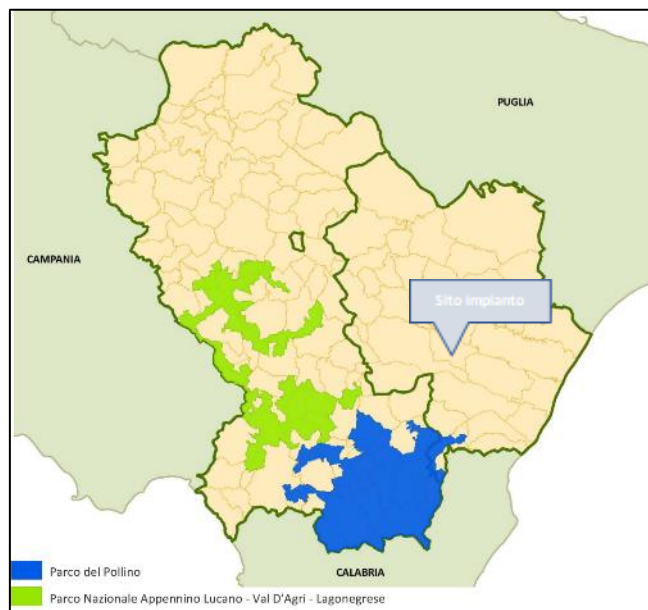 PUGLIA
CAMPANIA
Sito impianto
CALABRIA
Parco del Pollino
Parco Nazionale Appennino Lucano - Val D'Agri - Lagonegrese